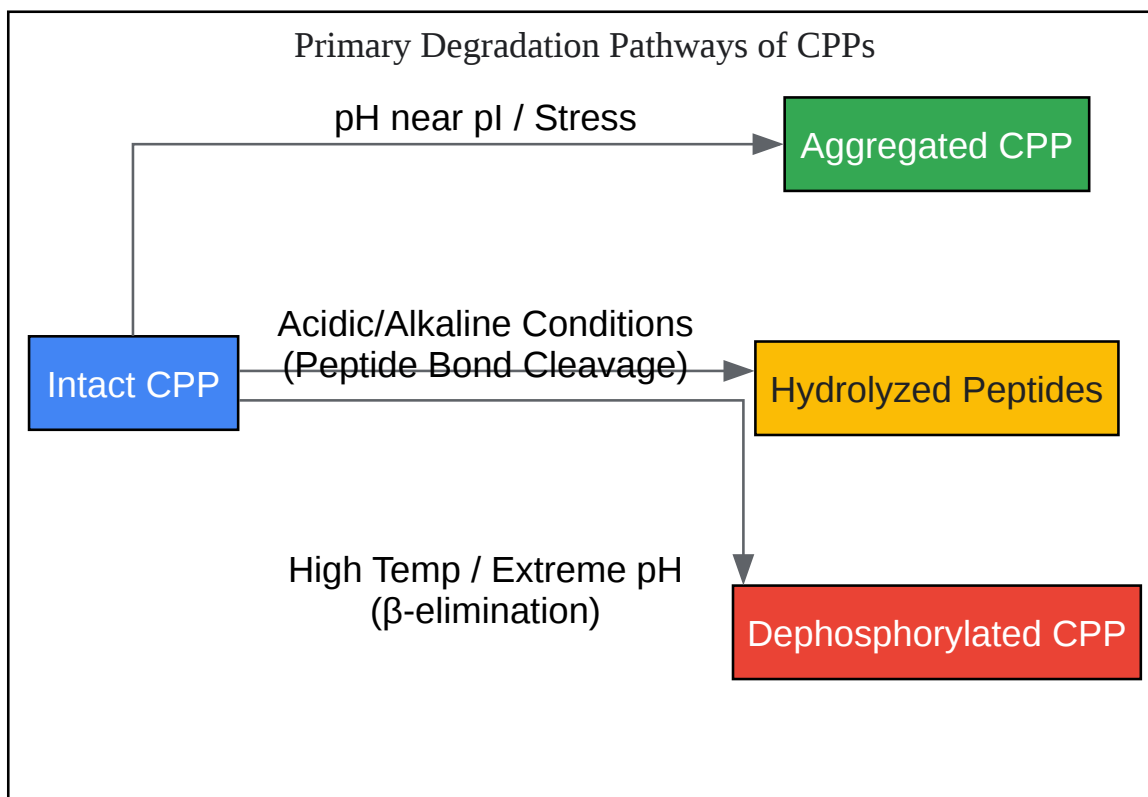 Primary Degradation Pathways of CPPs
pH near pI / Stress
Aggregated CPP
Acidic/Alkaline Conditions
(Peptide Bond Cleavage)
Intact CPP
Hydrolyzed Peptides
High Temp / Extreme pH
(β-elimination)
Dephosphorylated CPP